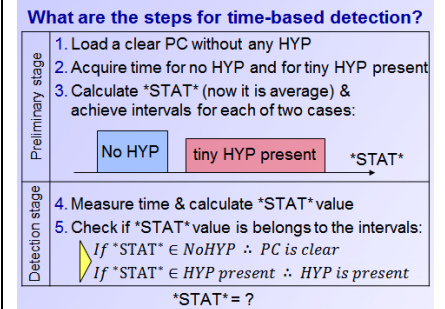 What are the steps for time-based detection?
Preliminary stage
1. Load a clear PC without any HYP
2. Acquire time for no HYP and for tiny HYP present
3. Calculate *STAT* (now it is average) &
achieve intervals for each of two cases:
No HYP
tiny HYP present
*STAT*
Detection stage
4. Measure time & calculate *STAT* value
5. Check if *STAT* value is belongs to the intervals:
If *STAT* ∈ NoHYP ∴ PC is clear
If *STAT* ∈ HYP present ∴ HYP is present
*STAT* = ?